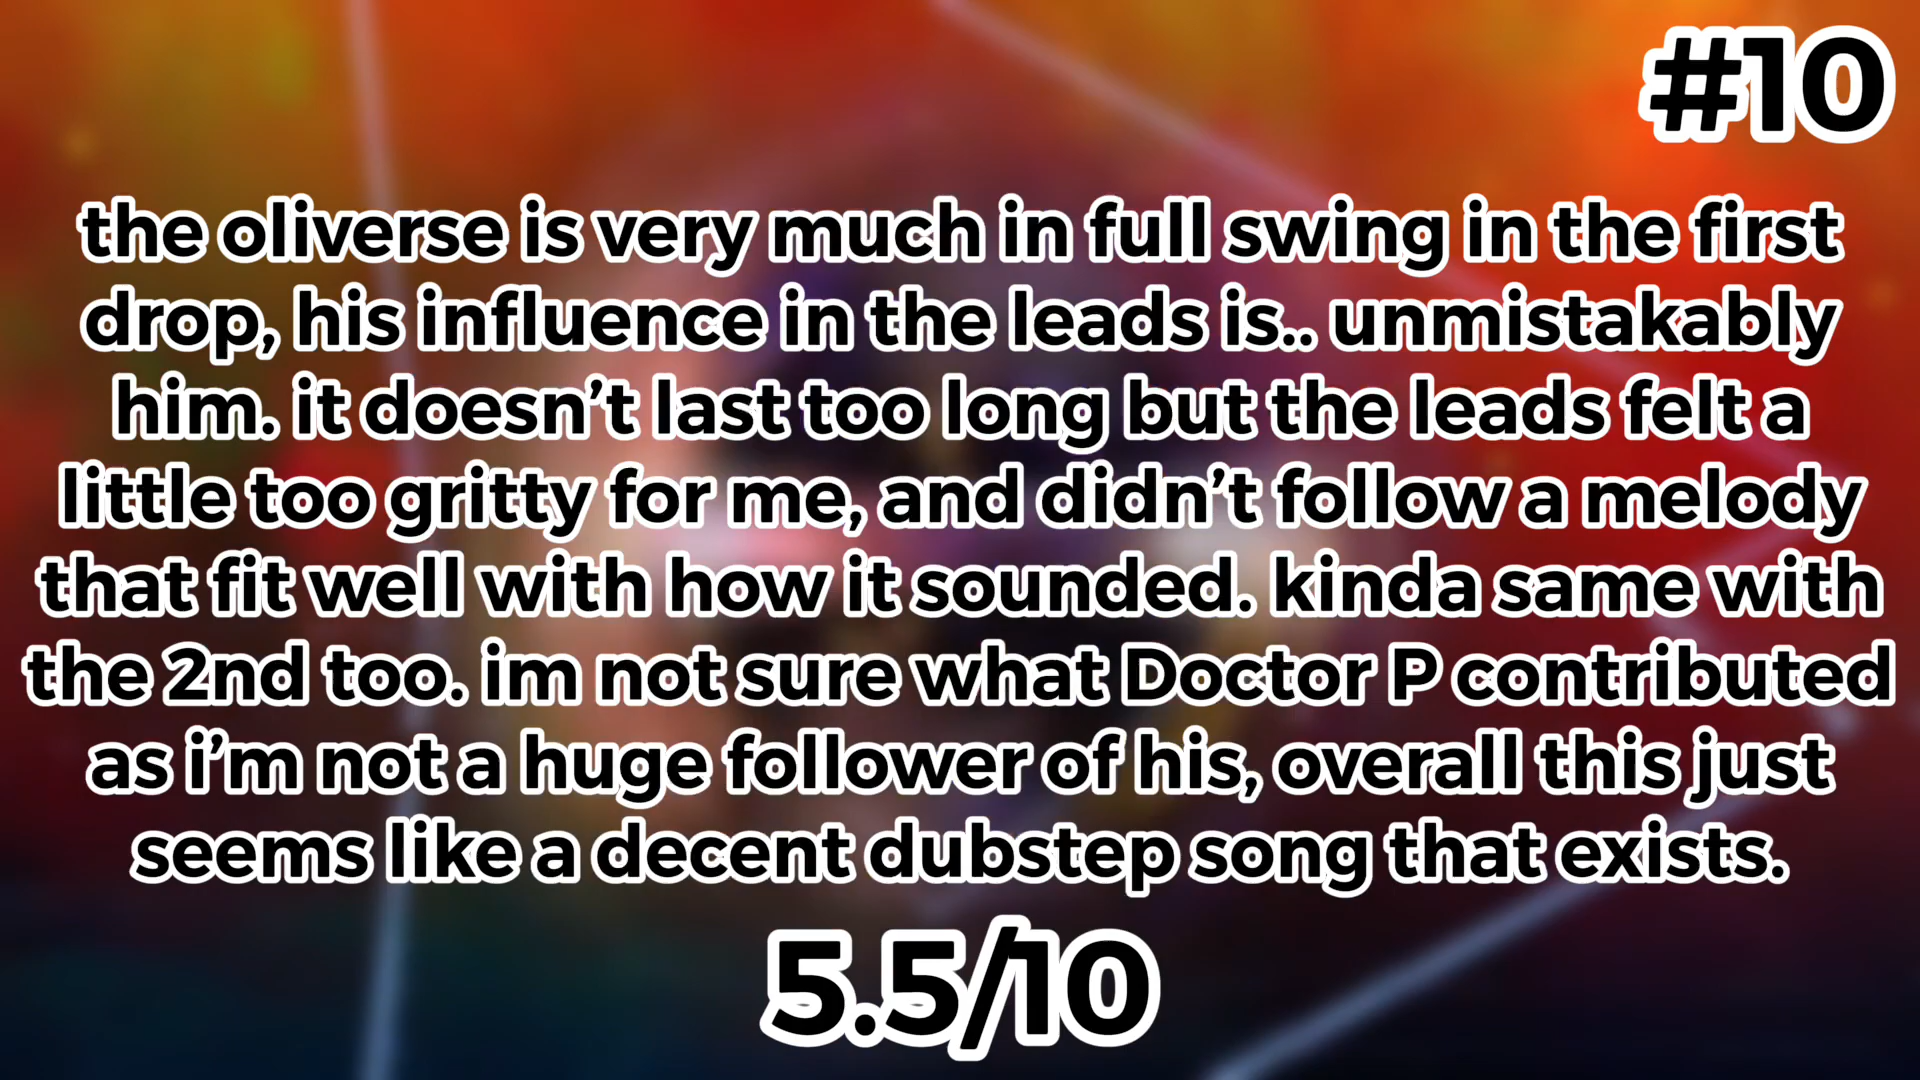 #10
the oliverse is very much in full swing in the first
drop, his influence in the leads is.. unmistakably
him. it doesn’t last too long but the leads felt a
little too gritty for me, and didn’t follow a melody
that fit well with how it sounded. kinda same with
the 2nd too. im not sure what Doctor P contributed
as i’m not a huge follower of his, overall this just
seems like a decent dubstep song that exists.
5.5/10